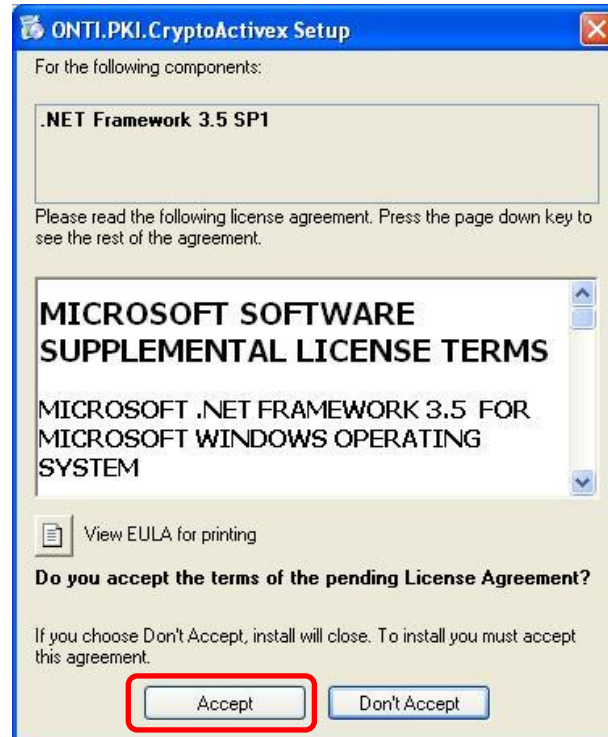 ONTI.PKI.CryptoActivex Setup
For the following components:
.NET Framework 3.5 SP1
Please read the following license agreement. Press the page down key to
see the rest of the agreement.
MICROSOFT SOFTWARE
SUPPLEMENTAL LICENSE TERMS
MICROSOFT .NET FRAMEWORK 3.5 FOR
MICROSOFT WINDOWS OPERATING
SYSTEM
View EULA for printing
Do you accept the terms of the pending License Agreement?
If you choose Don't Accept, install will close. To install you must accept
this agreement.
Accept Don't Accept